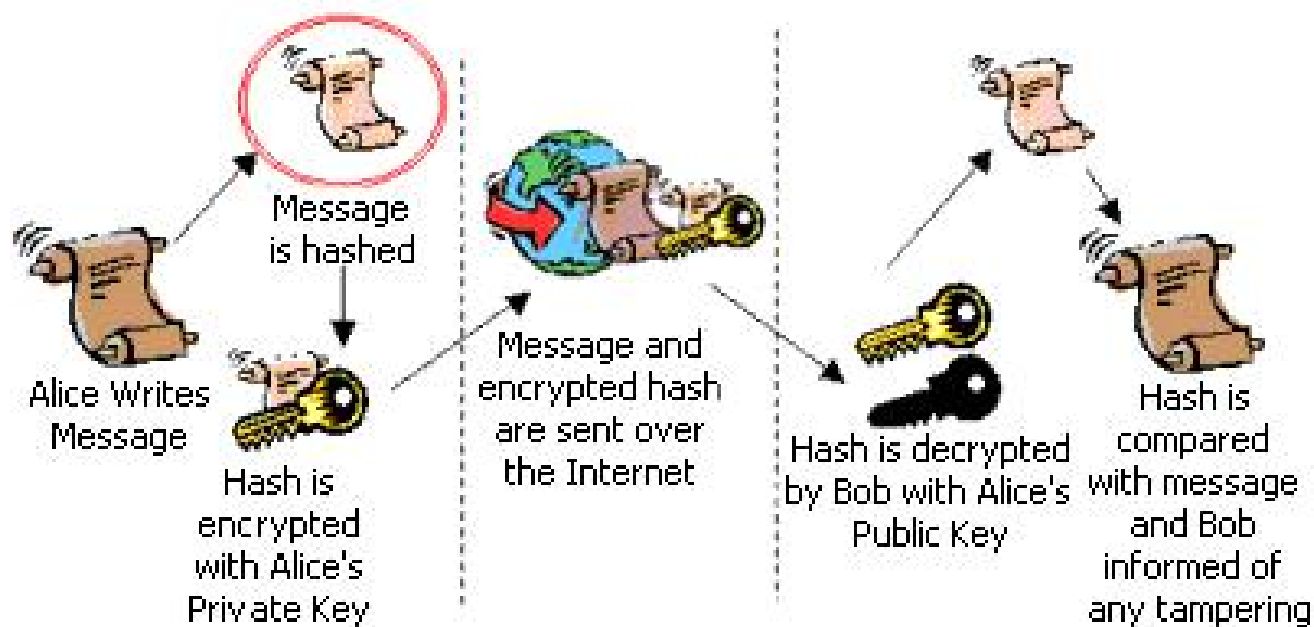 Message
is hashed
Alice Writes
Message
Hash is
encrypted
with Alice's
Private Key
Message and
encrypted hash
are sent over
the Internet
Hash is decrypted
by Bob with Alice's
Public Key
Hash is
compared
with message
and Bob
informed of
any tampering